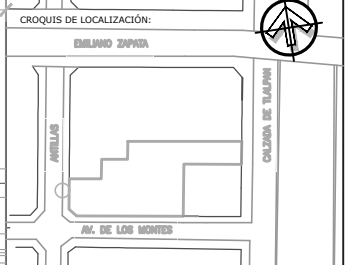 CROQUIS DE LOCALIZACIÓN:
EMILIANO ZAPATA
ANTILLAS
CALZADA DE TLALPAN
AV. DE LOS MONTES